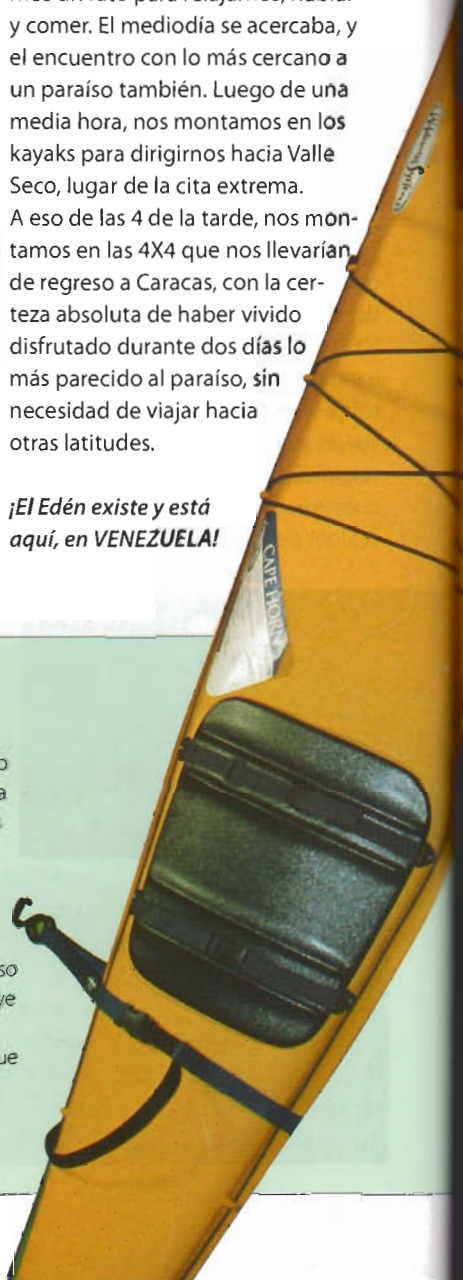 y comer. El mediodía se acercaba, y
el encuentro con lo más cercano a
un paraíso también. Luego de una
media hora, nos montamos en los
kayaks para dirigirnos hacia Valle
Seco, lugar de la cita extrema.
A eso de las 4 de la tarde, nos mon-
tamos en las 4X4 que nos llevarían
de regreso a Caracas, con la cer-
teza absoluta de haber vivido
disfrutado durante dos días lo
más parecido al paraíso, sin
necesidad de viajar hacia
otras latitudes.
¡El Edén existe y está
aquí, en VENEZUELA!
CAPE HORN